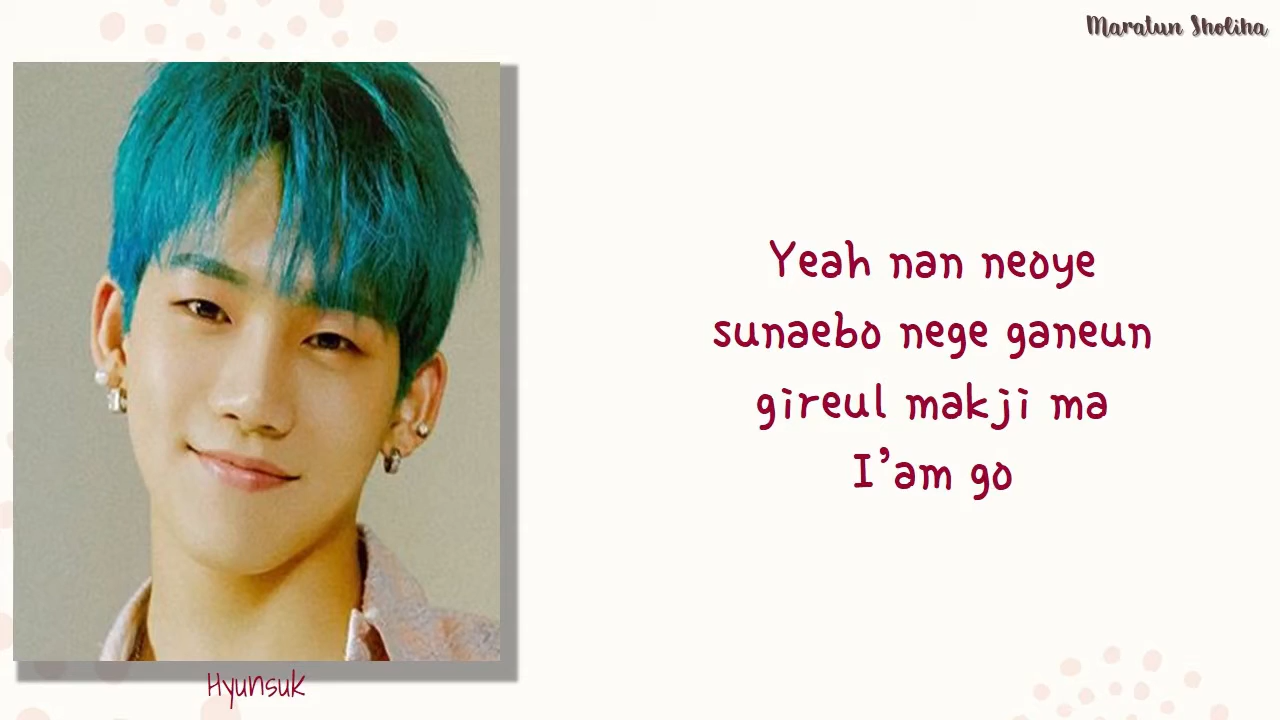 Maratun Sholiha
Yeah nan neoye
sunaebo nege ganeun
gireul makji ma
I'am go
Hyunsuk